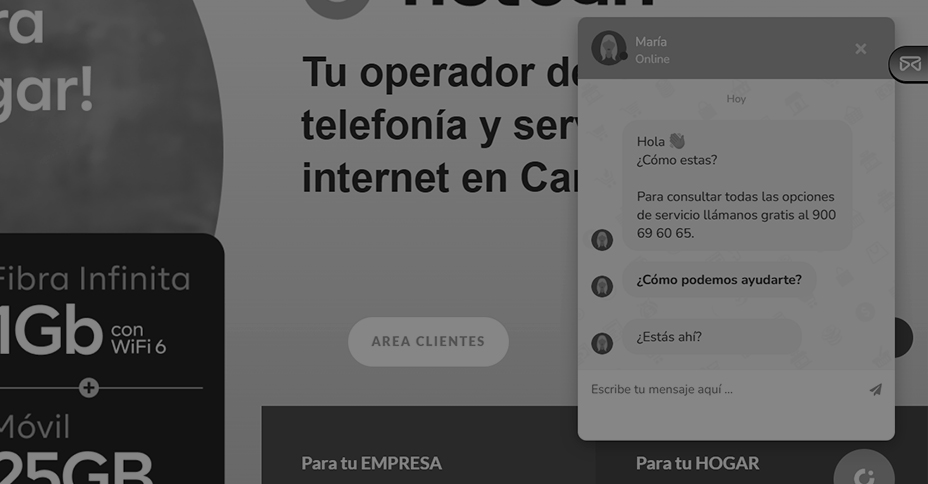 ra
gar!
Tu operador de
telefonía y serv
internet en Can
Fibra Infinita
1Gb con
WiFi 6
Móvil
25GB
AREA CLIENTES
Para tu EMPRESA
Para tu HOGAR
María
Online
Hoy
Hola
¿Cómo estas?
Para consultar todas las opciones
de servicio llámanos gratis al 900
69 60 65.
¿Cómo podemos ayudarte?
¿Estás ahí?
Escribe tu mensaje aquí ...